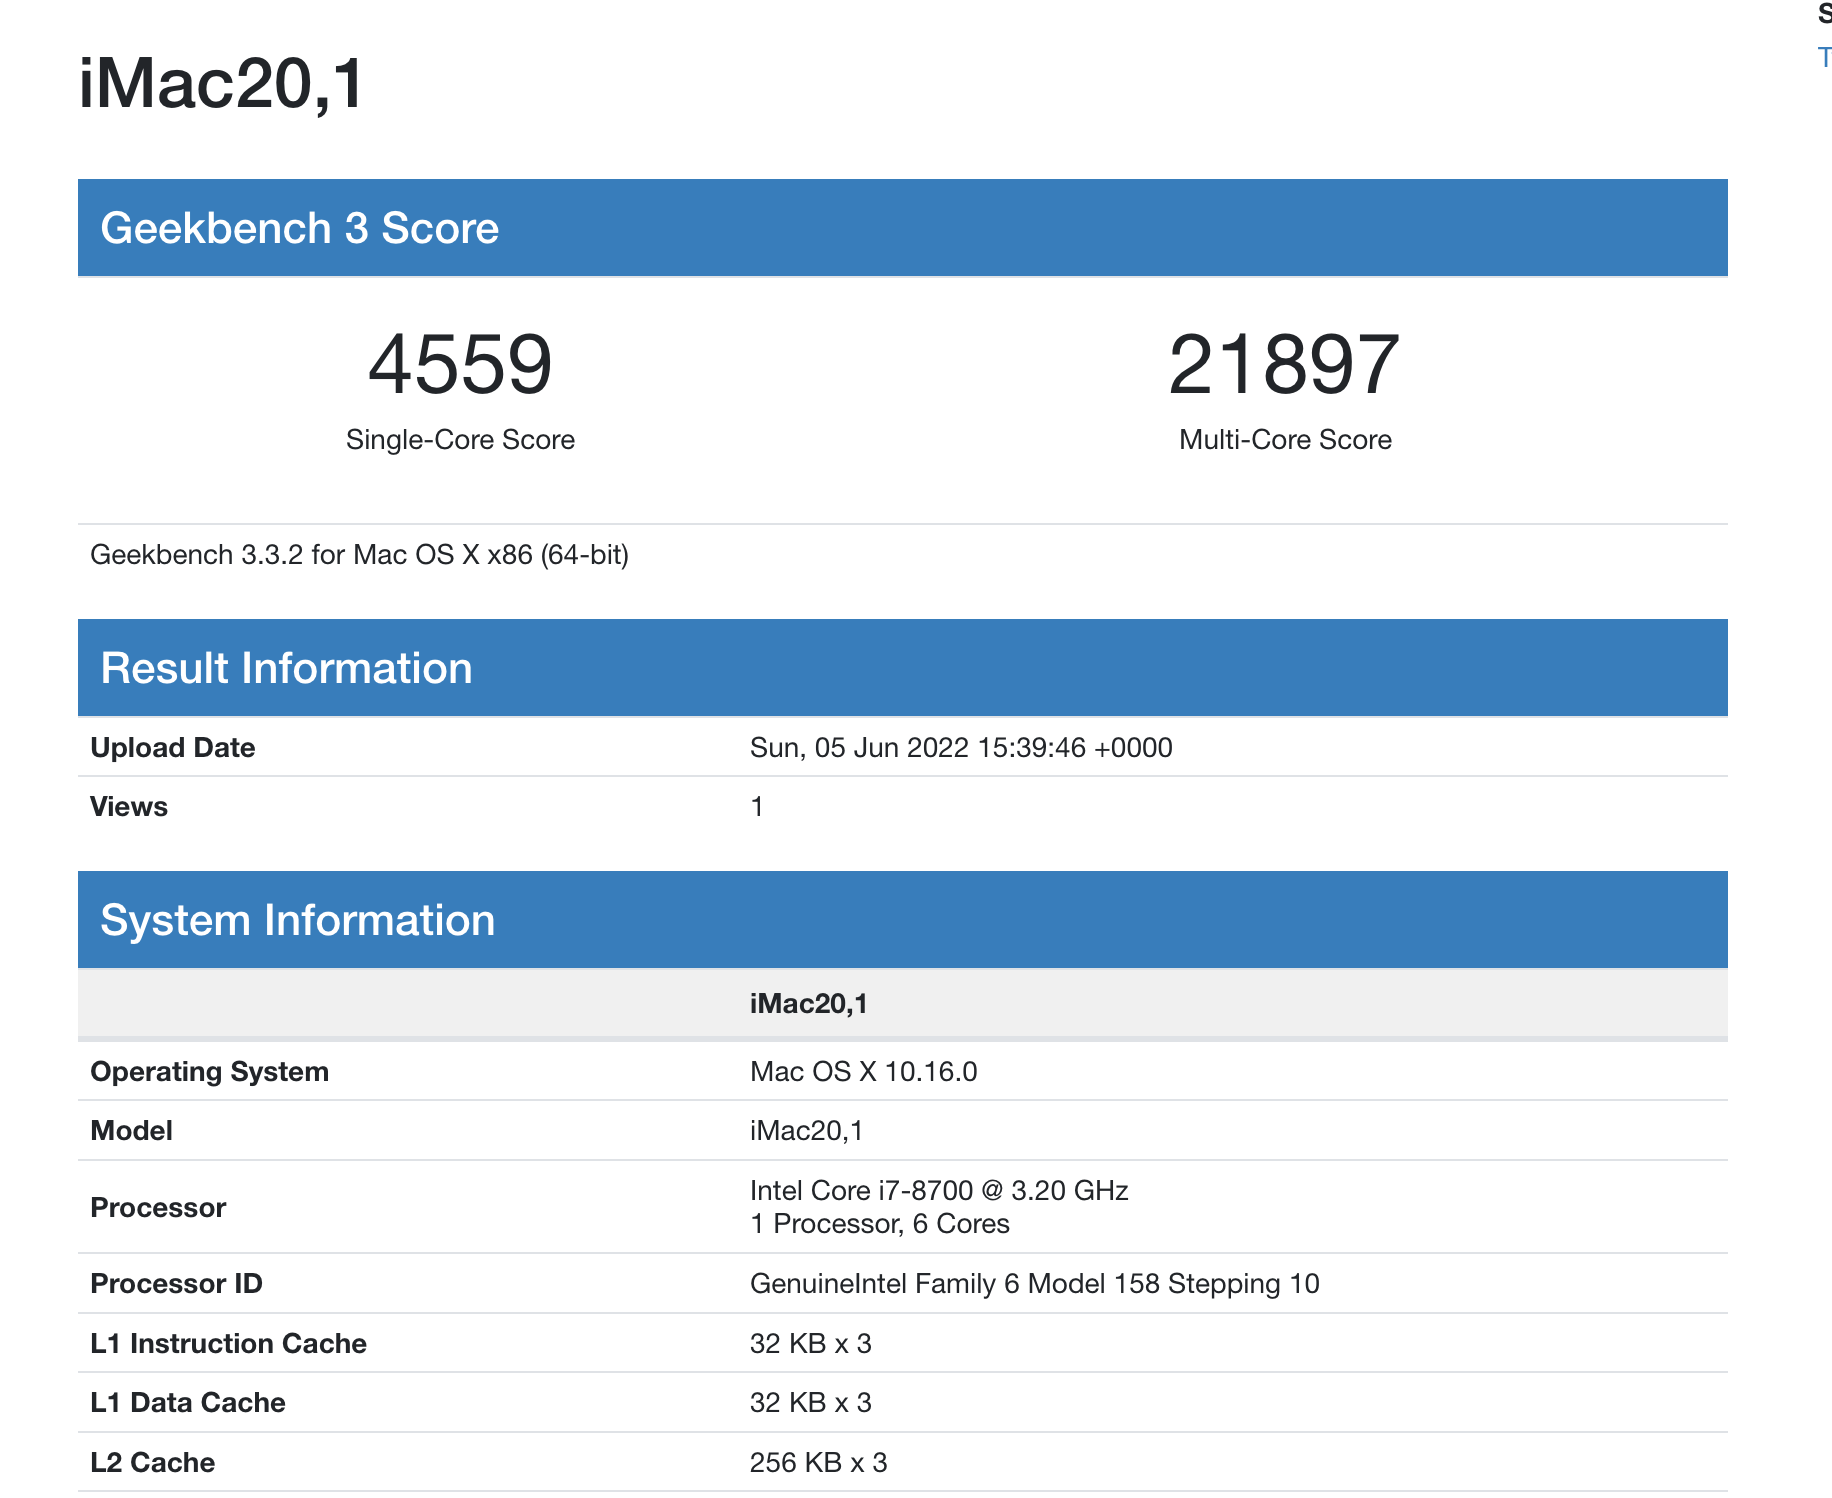 S
T
iMac20,1
Geekbench 3 Score
4559 21897
Single-Core Score Multi-Core Score
Geekbench 3.3.2 for Mac OS X x86 (64-bit)
Result Information
Upload Date Sun, 05 Jun 2022 15:39:46 +0000
Views 1
System Information
iMac20,1
Operating System Mac OS X 10.16.0
Model iMac20,1
Processor Intel Core i7-8700 @ 3.20 GHz
1 Processor, 6 Cores
Processor ID GenuineIntel Family 6 Model 158 Stepping 10
L1 Instruction Cache 32 KB x 3
L1 Data Cache 32 KB x 3
L2 Cache 256 KB x 3